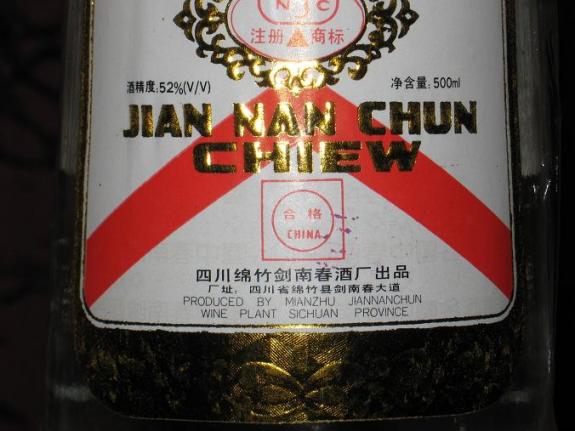 NJC
注册 商标
酒精度:52%(V/V) 净含量:500ml
JIAN NAN CHUN
CHIEW
合格
CHINA
四川绵竹剑南春酒厂出品
厂址:四川省绵竹县剑南春大道
PRODUCED BY MIANZHU JIANNANCHUN
WINE PLANT SICHUAN PROVINCE